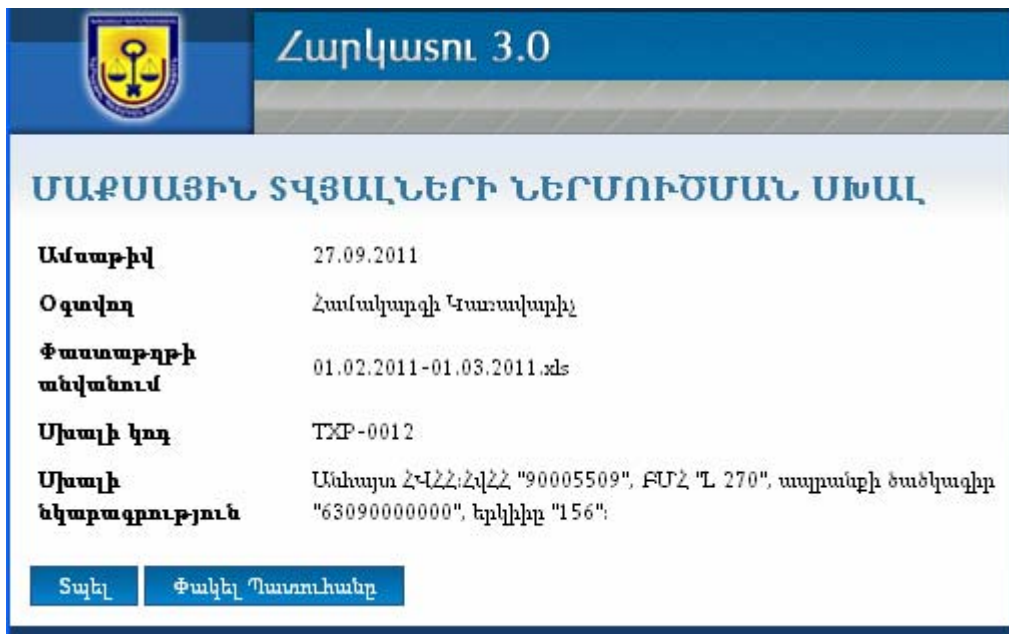 Հարկատու 3.0
ՄԱՔՍԱՅԻՆ ՏՎՅԱԼՆԵՐԻ ՆԵՐՄՈՒԾՄԱՆ ՍԽԱԼ
Ամսաթիվ 27.09.2011
Օգտվող Համակարգի Կառավարիչ
Փաստաթղթի
անվանում 01.02.2011-01.03.2011.xls
Սխալի կոդ TXP-0012
Սխալի Անհայտ ՀՎՀՀ:ՀվՀՀ "90005509", ԲՄՀ "Լ 270", ապրանքի ծածկագիր
նկարագրություն "63090000000", երկիիր "156":
Տպել Փակել Պատուհանը